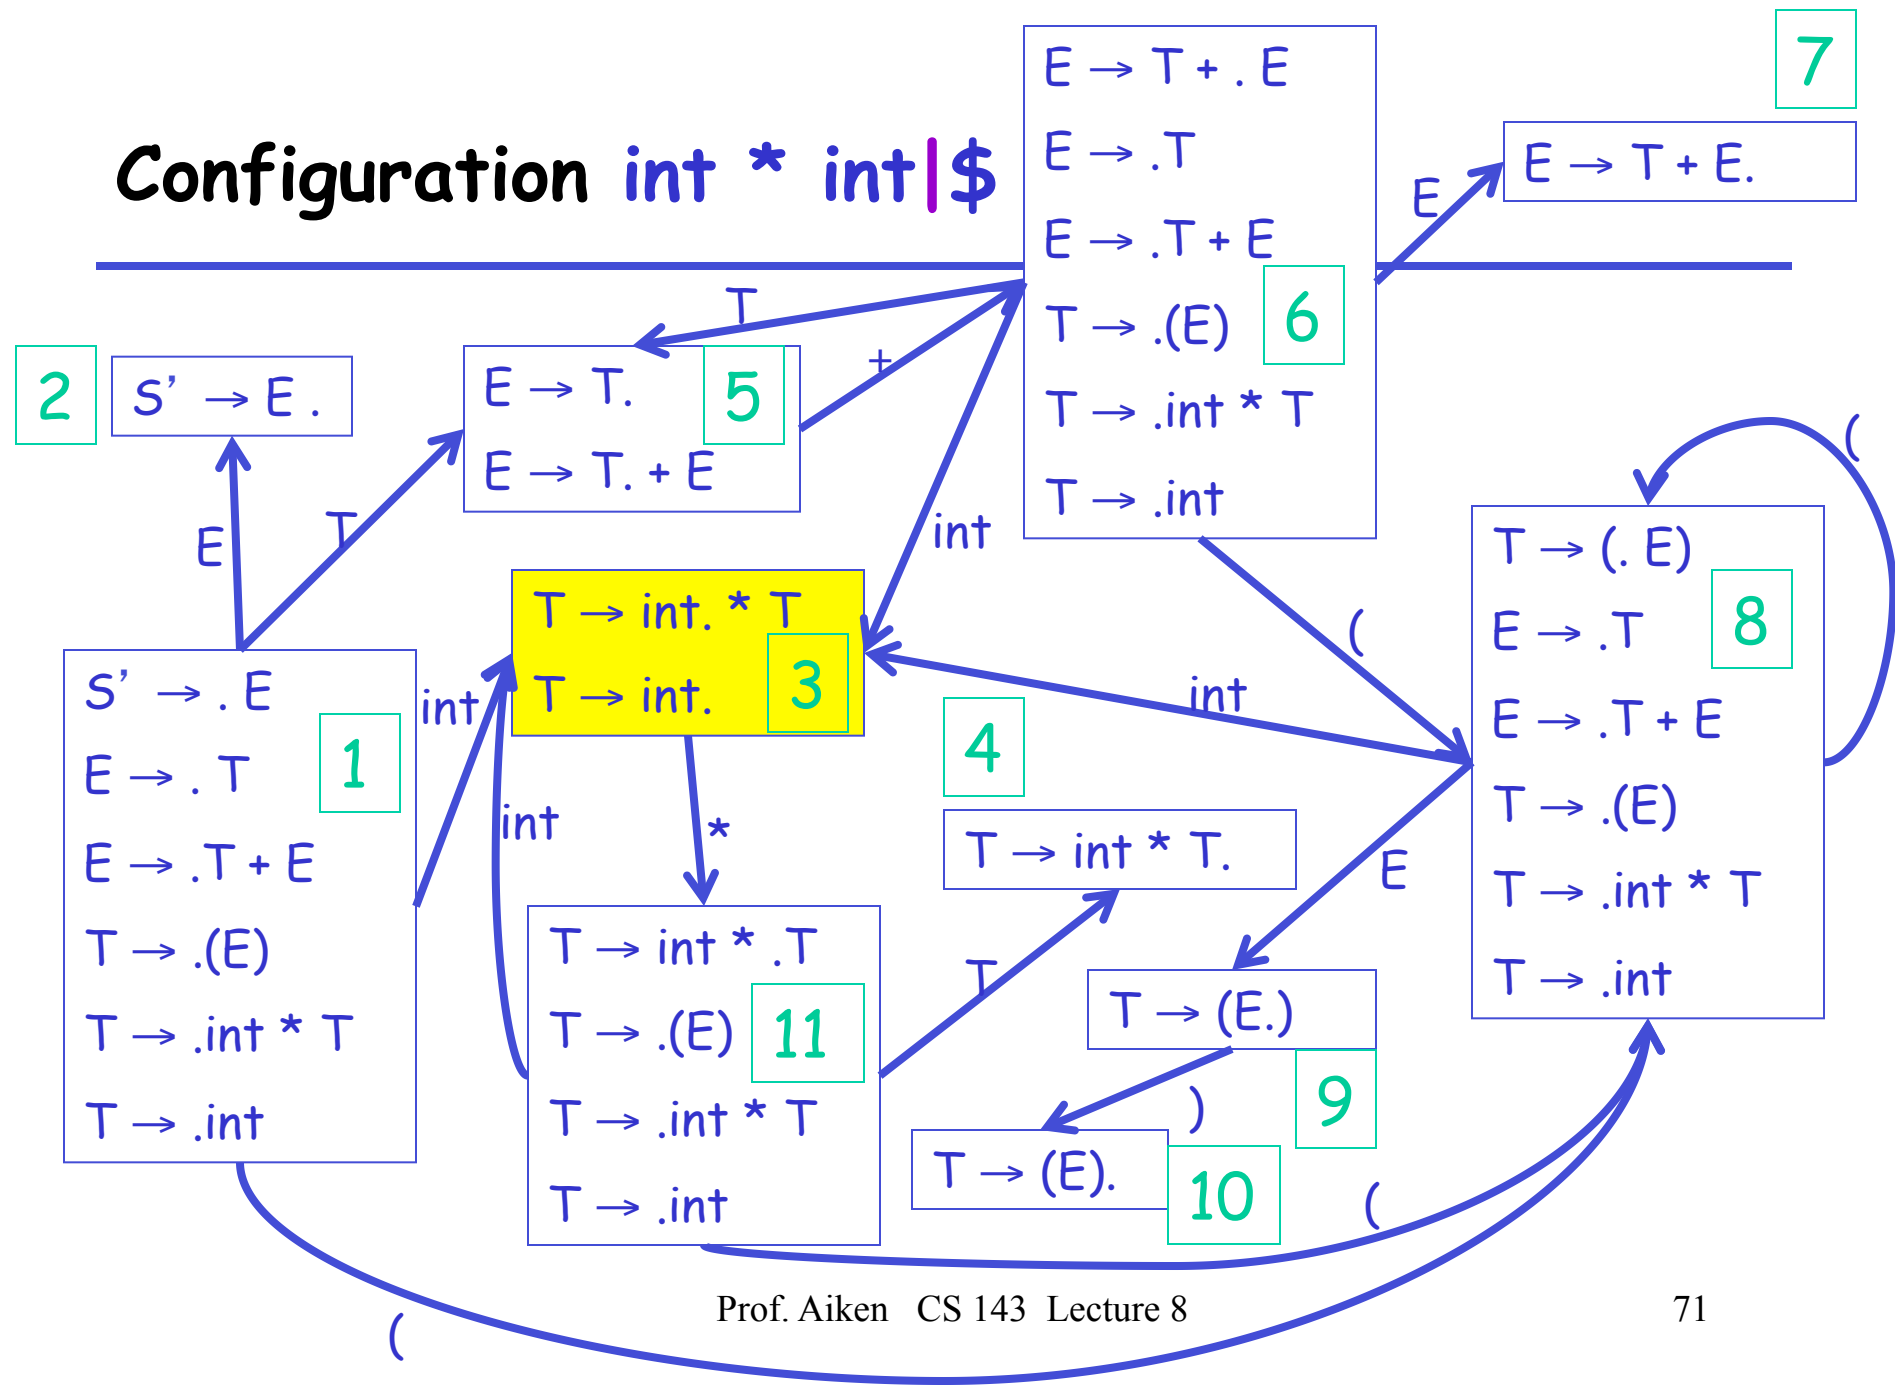 Configuration int * int|$
E → T + . E
E → .T
E → .T + E
T → .(E)
T → .int * T
T → .int
6
7
E → T + E.
E
T
+
2
S’ → E .
E → T.
E → T. + E
5
E
T
int
(
(
T → int. * T
T → int.
3
S’ → . E
E → . T
E → .T + E
T → .(E)
T → .int * T
T → .int
1
int
int
*
int
4
T → int * T.
T → (. E)
E → .T
E → .T + E
T → .(E)
T → .int * T
T → .int
8
E
T → int * .T
T → .(E)
T → .int * T
T → .int
11
T
T → (E.)
9
)
T → (E).
10
(
(
Prof. Aiken CS 143 Lecture 8
71